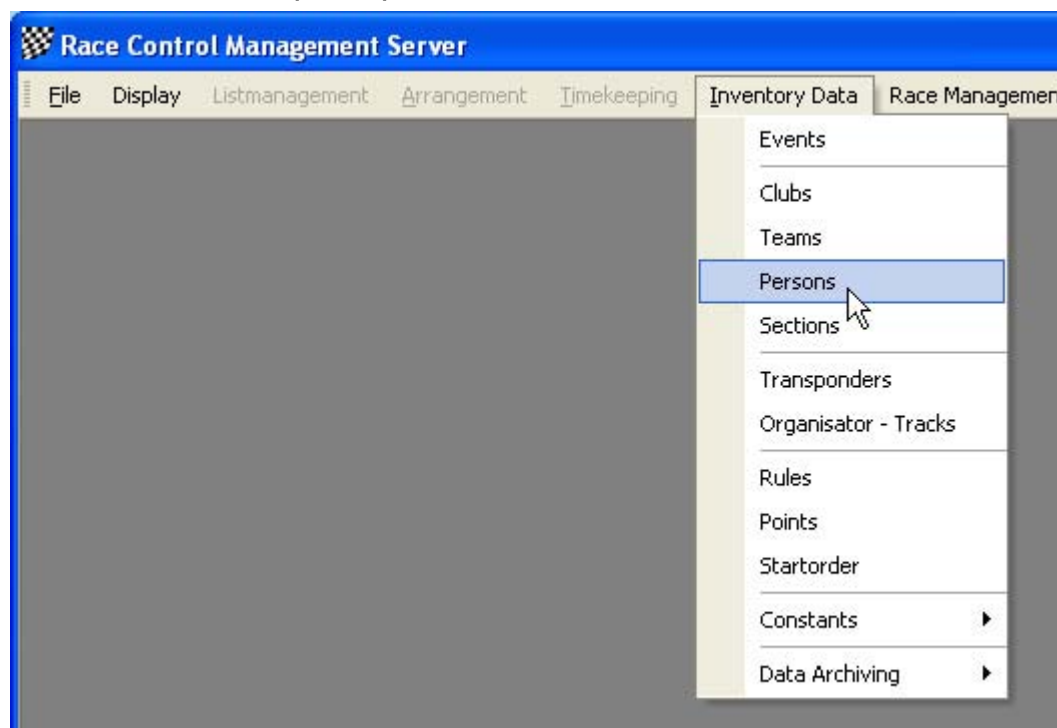 Race Control Management Server
File Display Listmanagement Arrangement Timekeeping Inventory Data Race Managemen
Events
Clubs
Teams
Persons
Sections
Transponders
Organisator - Tracks
Rules
Points
Startorder
Constants
Data Archiving